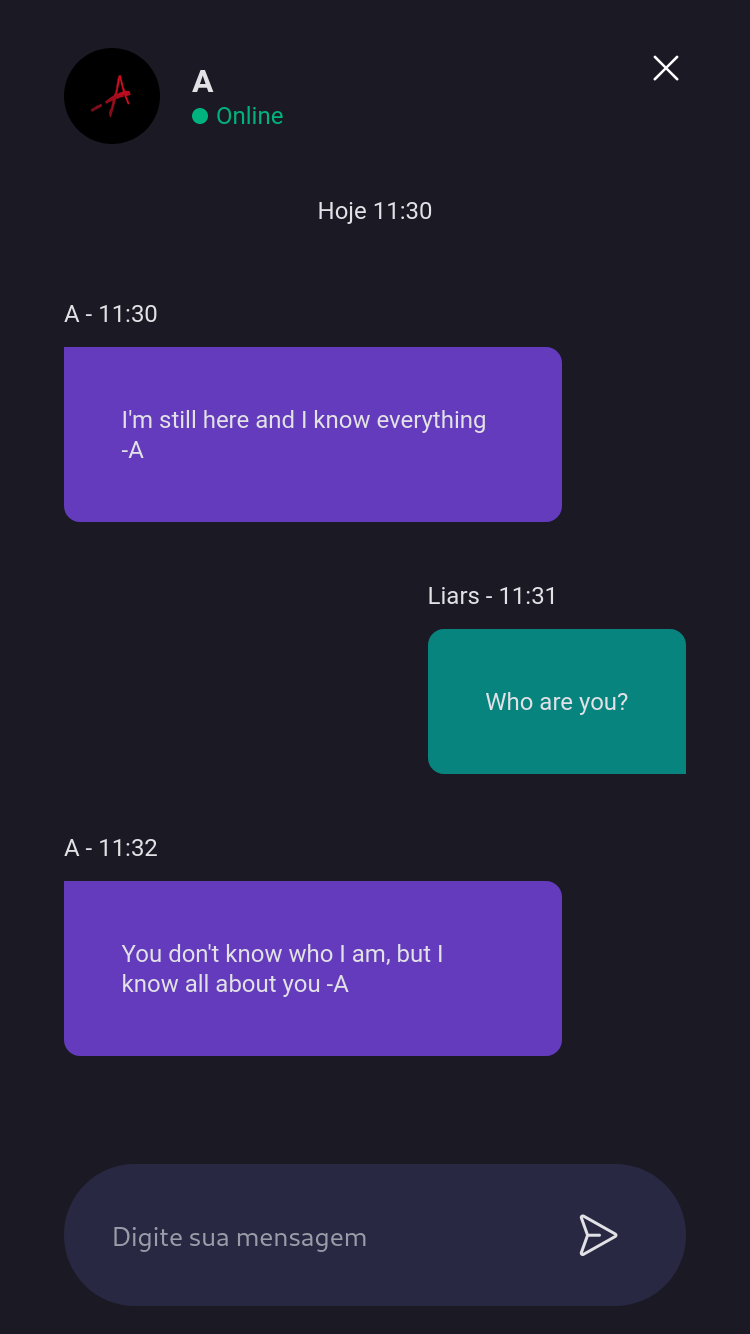 A
Online
Hoje 11:30
A - 11:30
I'm still here and I know everything
-A
Liars - 11:31
Who are you?
A - 11:32
You don't know who I am, but I
know all about you -A
Digite sua mensagem